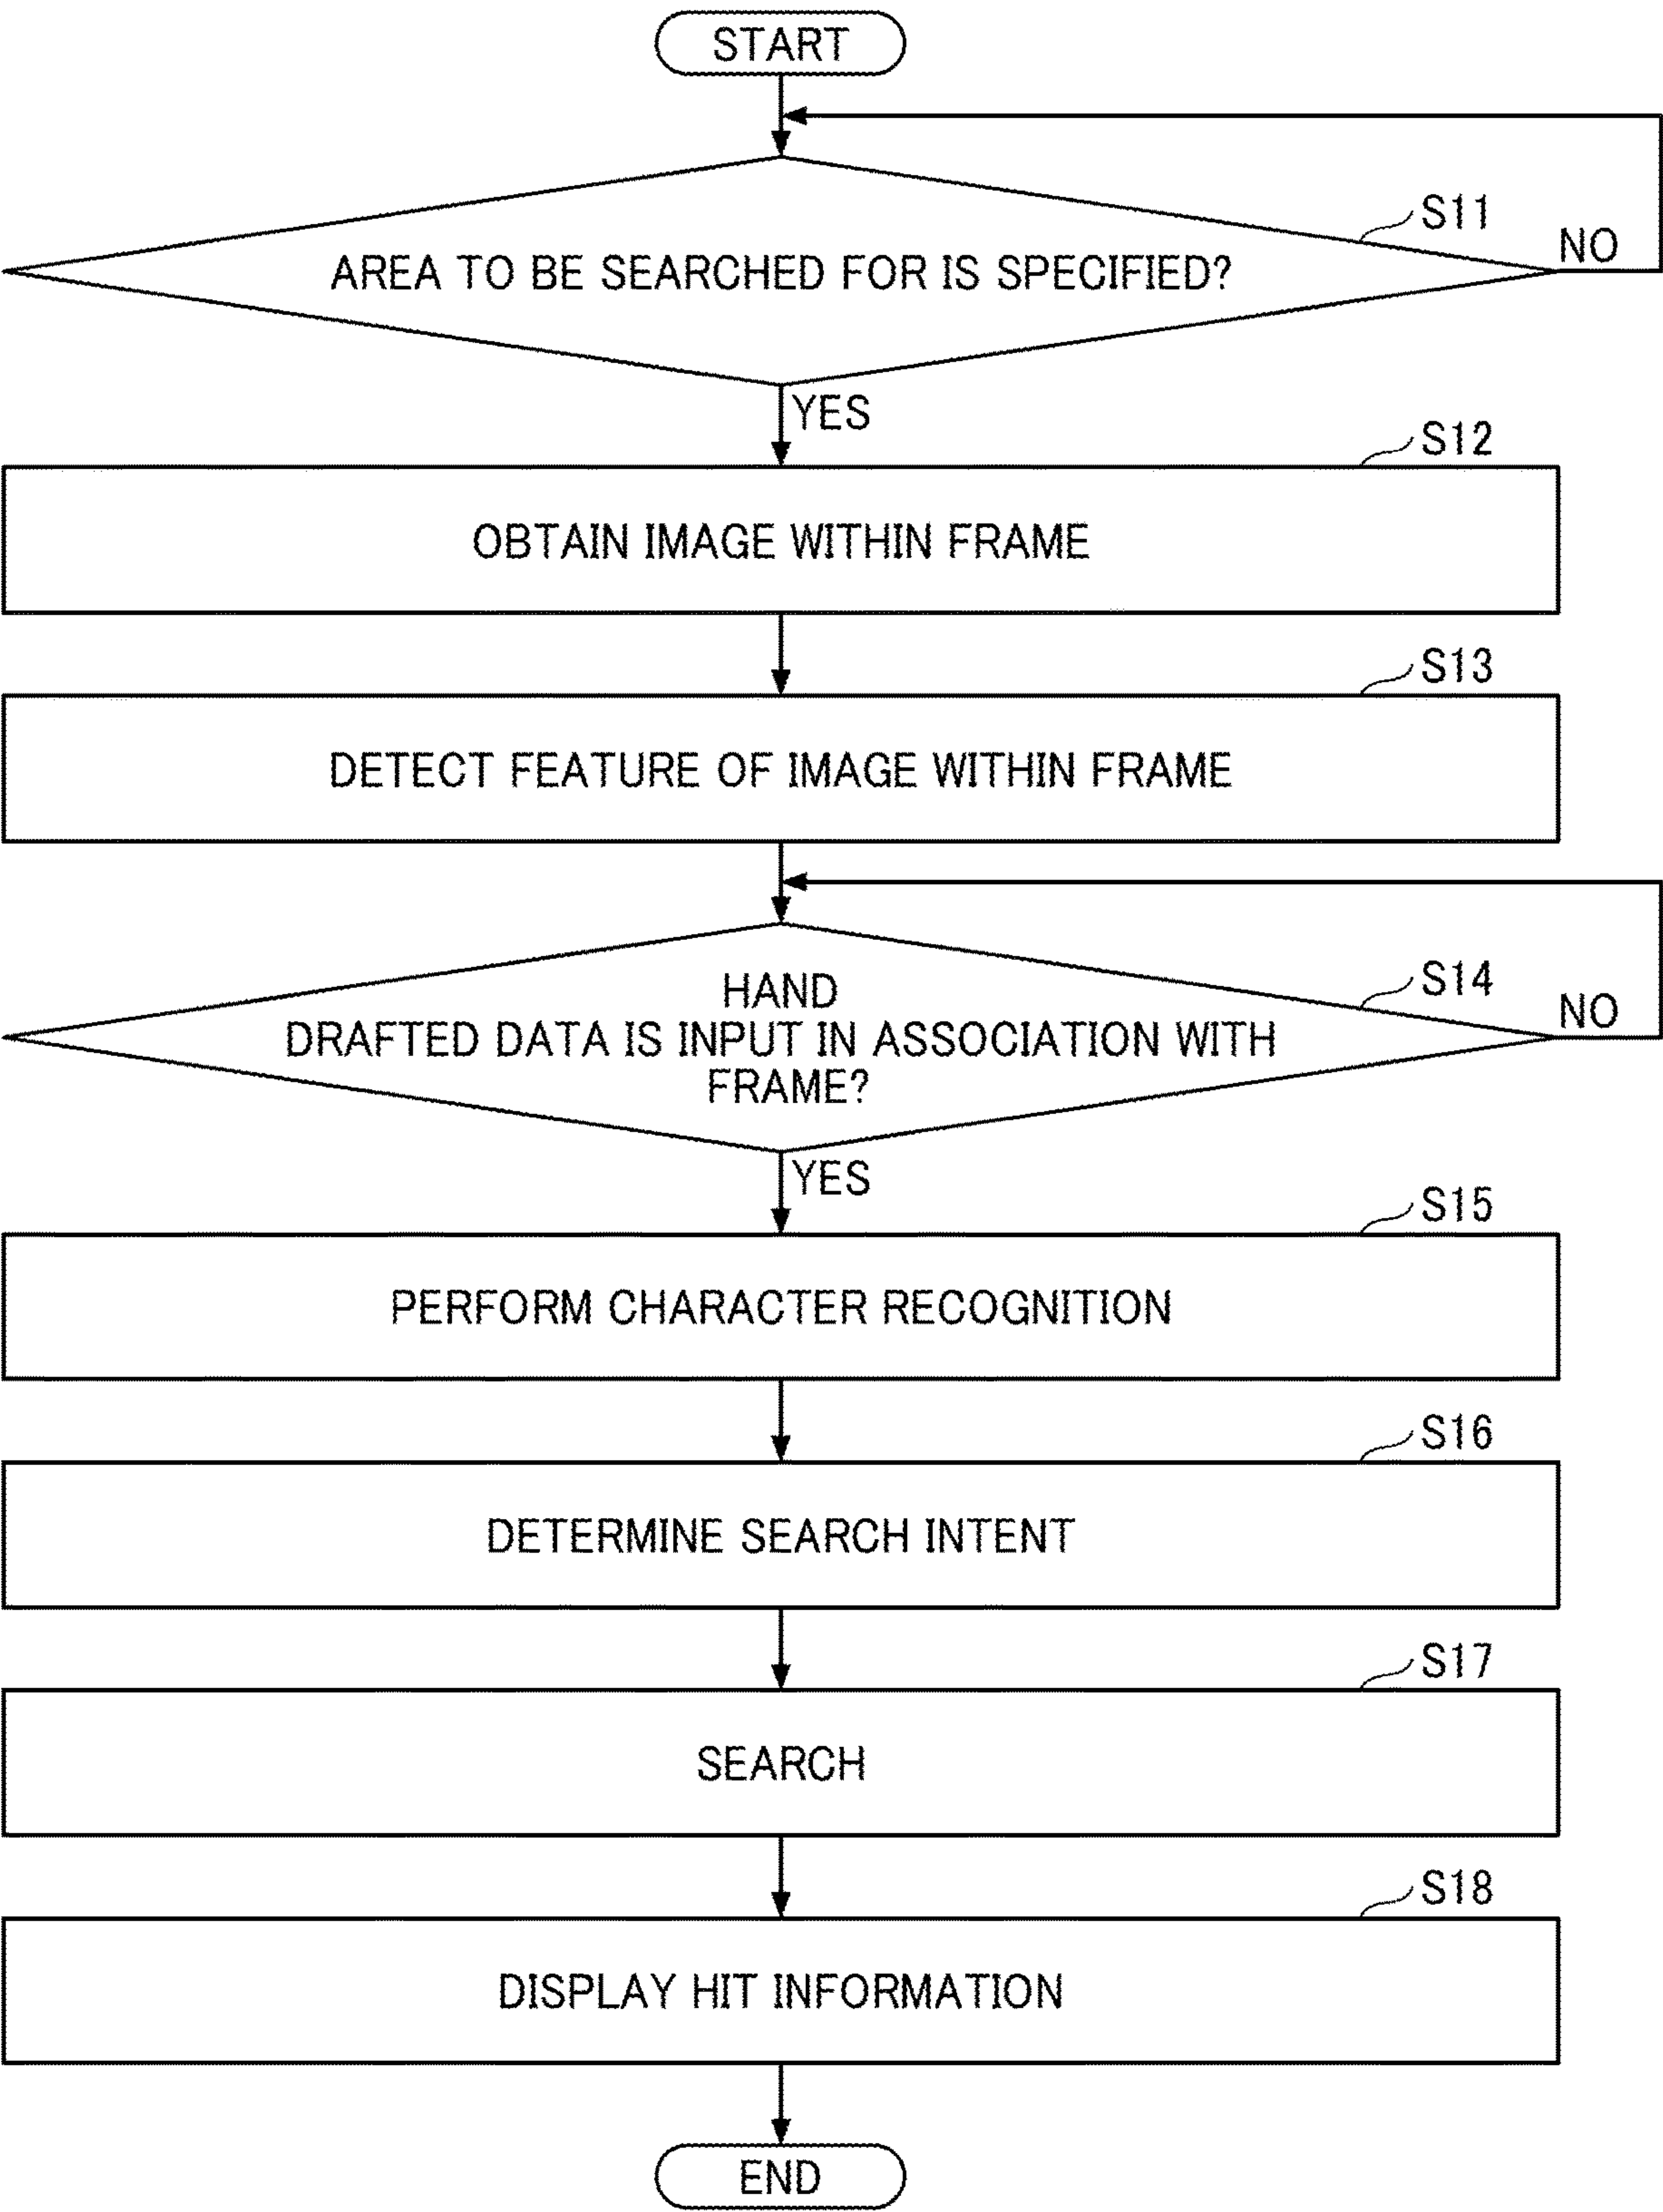 START
S11
NO
AREA TO BE SEARCHED FOR IS SPECIFIED?
YES
S12
OBTAIN IMAGE WITHIN FRAME
S13
DETECT FEATURE OF IMAGE WITHIN FRAME
S14
NO
HAND
DRAFTED DATA IS INPUT IN ASSOCIATION WITH
FRAME?
YES
S15
PERFORM CHARACTER RECOGNITION
S16
DETERMINE SEARCH INTENT
S17
SEARCH
S18
DISPLAY HIT INFORMATION
END